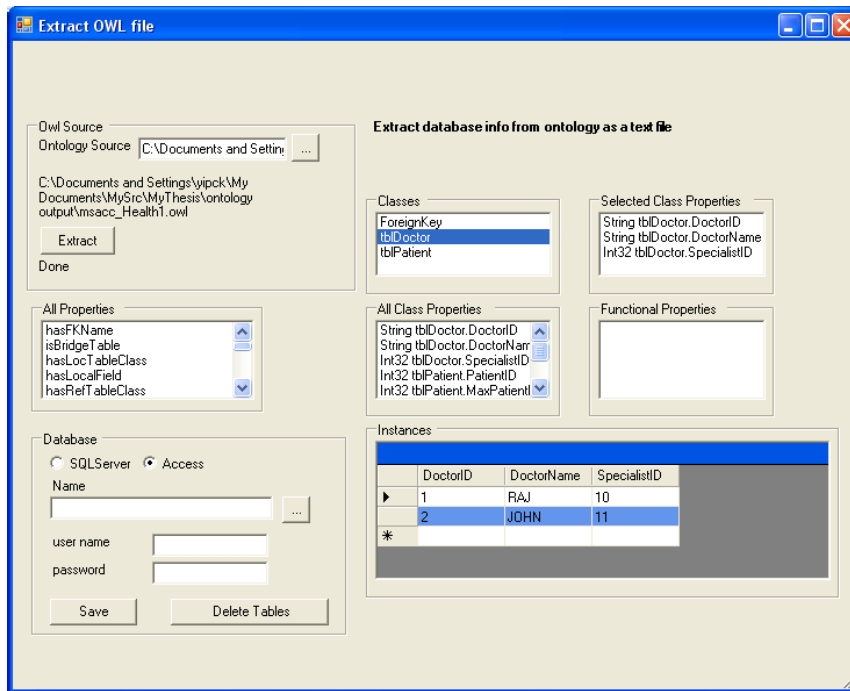 Extract OWL file
Owl Source
Ontology Source
C:\Documents and Settin
...
C:\Documents and Settings\yipck\My
Documents\MySrc\MyThesis\ontology
output\msacc_Health1.owl
Extract
Done
Extract database info from ontology as a text file
Classes
ForeignKey
tblDoctor
tblPatient
Selected Class Properties
String tblDoctor.DoctorID
String tblDoctor.DoctorName
Int32 tblDoctor.SpecialistID
All Properties
hasFKName
isBridgeTable
hasLocTableClass
hasLocalField
hasRefTableClass
All Class Properties
String tblDoctor.DoctorID
String tblDoctor.DoctorNam
Int32 tblDoctor.SpecialistID
Int32 tblPatient.PatientID
Int32 tblPatient.MaxPatientI
Functional Properties
Database
SQLServer Access
Name
...
user name
password
Save Delete Tables
Instances
DoctorID DoctorName SpecialistID
1 RAJ 10
2 JOHN 11